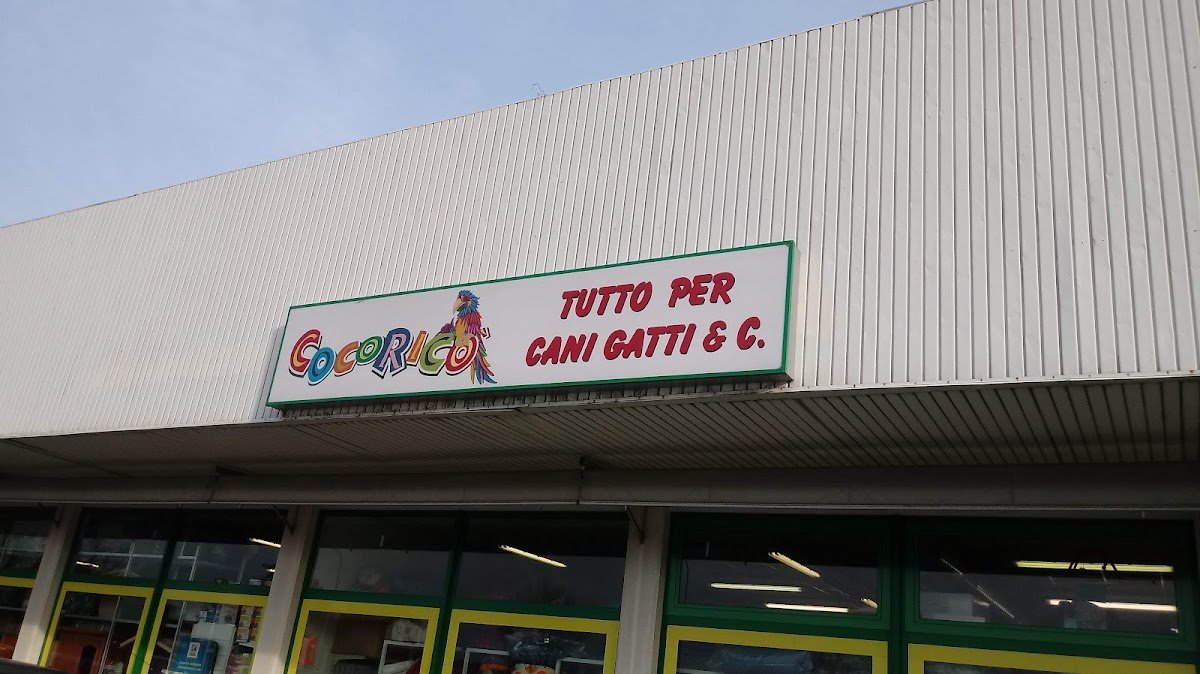 COCORICO'
TUTTO PER
CANI GATTI & C.